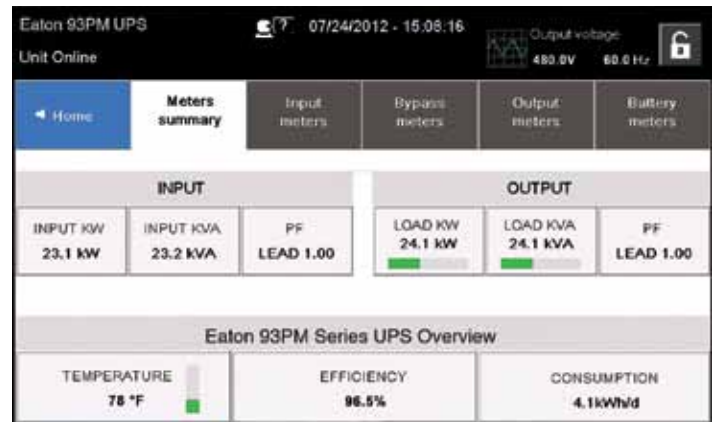 Eaton 93PM UPS
07/24/2012 - 15:08:16
Output voltage
Unit Online
480.0V 60.0 Hz
Home
Meters summary
Input meters
Bypass meters
Output meters
Battery meters
INPUT
OUTPUT
INPUT KW
INPUT KVA
PF
LOAD KW
LOAD KVA
PF
23.1 kW
23.2 kVA
LEAD 1.00
24.1 kW
24.1 kVA
LEAD 1.00
Eaton 93PM Series UPS Overview
TEMPERATURE
EFFICIENCY
CONSUMPTION
78 °F
96.5%
4.1kWh/d